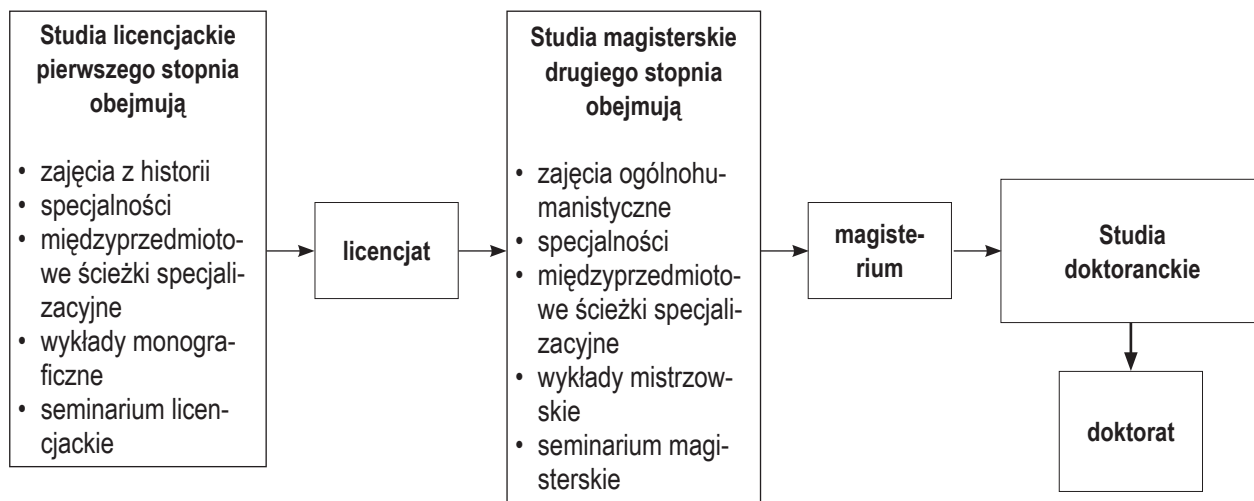 Studia licencjackie
pierwszego stopnia
obejmują
• zajęcia z historii
• specjalności
• międzyprzedmioto-
we ścieżki specjali-
zacyjne
• wykłady monogra-
ficzne
• seminarium licen-
cjackie
licencjat
Studia magisterskie
drugiego stopnia
obejmują
• zajęcia ogólnohu-
manistyczne
• specjalności
• międzyprzedmioto-
we ścieżki specjali-
zacyjne
• wykłady mistrzow-
skie
• seminarium magi-
sterskie
magiste-
rium
Studia
doktoranckie
doktorat